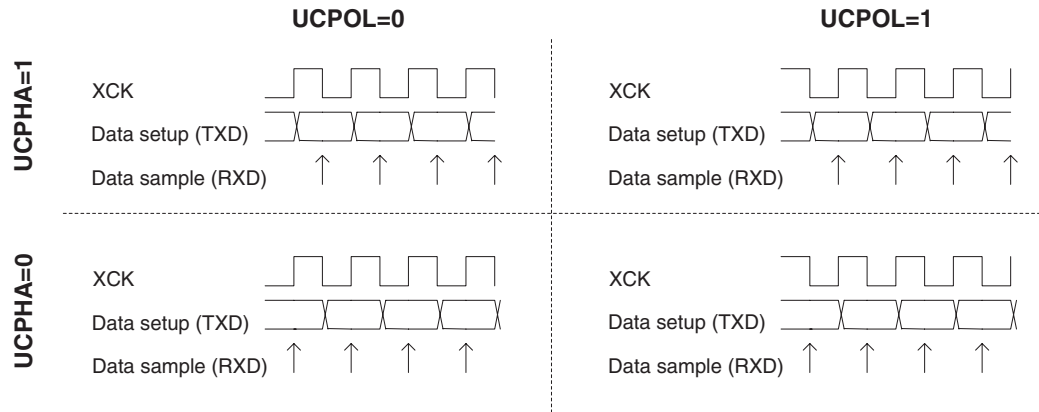 UCPOL=0
UCPOL=1
UCPHA=1
XCK
Data setup (TXD)
Data sample (RXD)
XCK
Data setup (TXD)
Data sample (RXD)
UCPHA=0
XCK
Data setup (TXD)
Data sample (RXD)
XCK
Data setup (TXD)
Data sample (RXD)